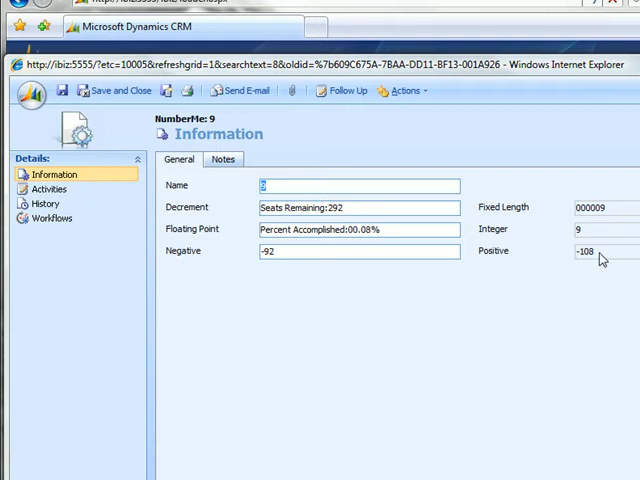 Microsoft Dynamics CRM
http://ibiz:5555/?etc=10005&refreshgrid=1&searchtext=8&oldid=%7b609C675A-7BAA-DD11-BF13-001A926 - Windows Internet Explorer
Save and Close Send E-mail Follow Up Actions
NumberMe: 9
Information
Details:
Information
Activities
History
Workflows
General Notes
Name 9
Decrement Seats Remaining:292 Fixed Length 000009
Floating Point Percent Accomplished:00.08% Integer 9
Negative -92 Positive -108